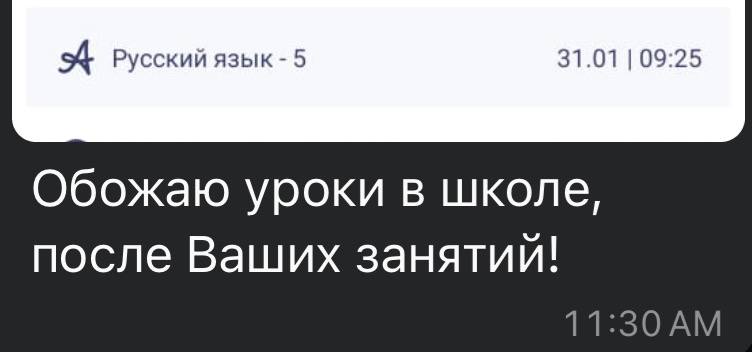 Русский язык - 5 31.01 | 09:25
Обожаю уроки в школе,
после Ваших занятий!
11:30 AM